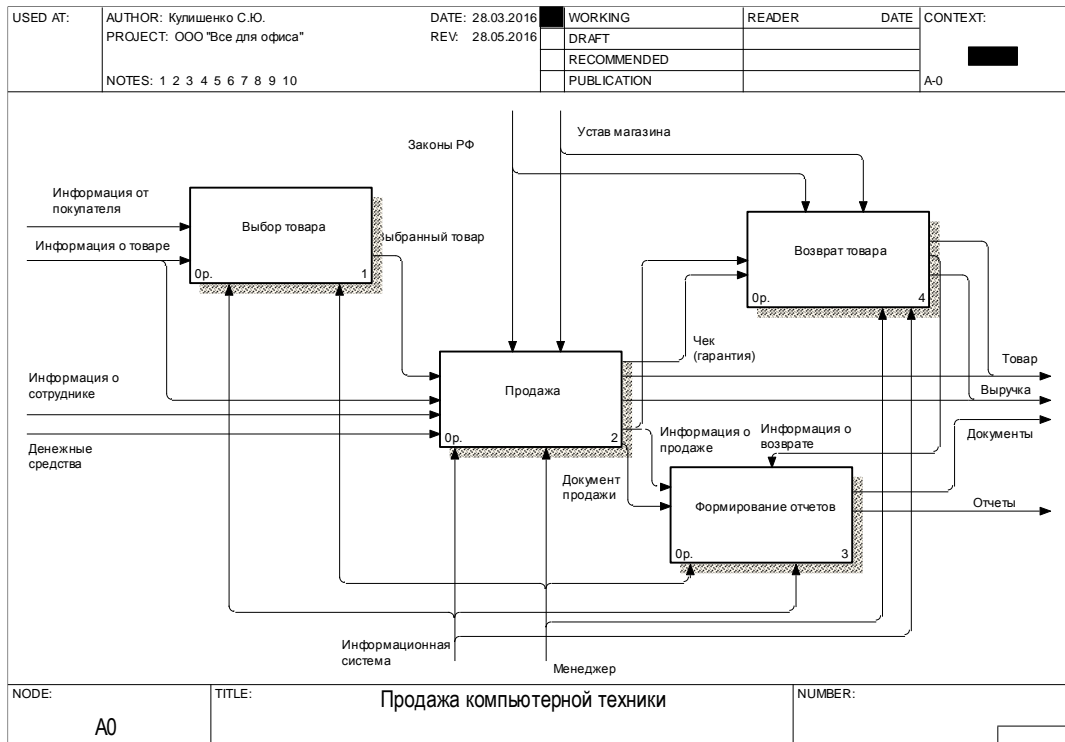 USED AT:
AUTHOR: Кулишенко С.Ю.
DATE: 28.03.2016
WORKING
READER
DATE
CONTEXT:
PROJECT: ООО "Все для офиса"
REV: 28.05.2016
DRAFT
RECOMMENDED
NOTES: 1 2 3 4 5 6 7 8 9 10
PUBLICATION
A-0
Законы РФ
Устав магазина
Информация от
покупателя
Информация о товаре
Выбор товара
0р.
1
ыбранный товар
Возврат товара
0р.
4
Чек
(гарантия)
Товар
Выручка
Документы
Отчеты
Информация о
сотруднике
Денежные
средства
Продажа
0р.
2
Информация о
продаже
Информация о
возврате
Документ
продажи
Формирование отчетов
0р.
3
Информационная
система
Менеджер
NODE:
A0
TITLE:
Продажа компьютерной техники
NUMBER: